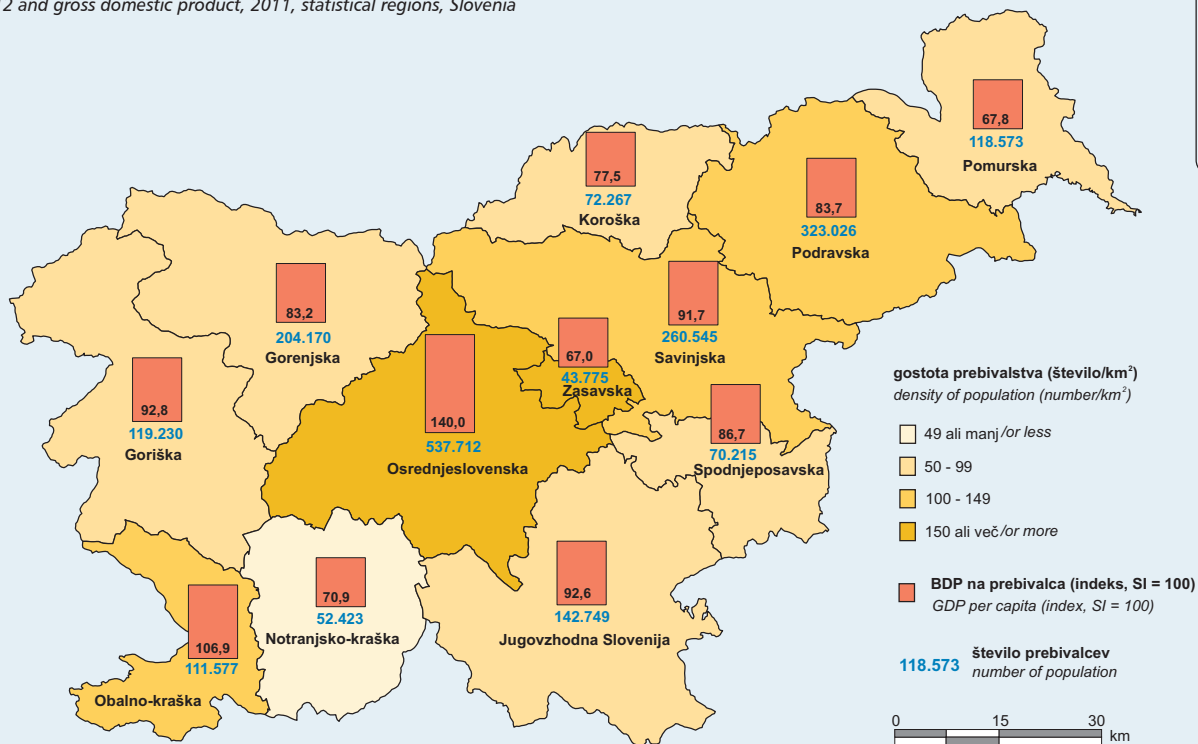 2 and gross domestic product, 2011, statistical regions, Slovenia
67,8
118.573
Pomurska
77,5
72.267
Koroška
83,7
323.026
Podravska
83,2
204.170
Gorenjska
91,7
260.545
Savinjska
67,0
43.775
Zasavska
92,8
119.230
Goriška
140,0
537.712
Osrednjeslovenska
86,7
70.215
Spodnjeposavska
70,9
52.423
Notranjsko-kraška
92,6
142.749
Jugovzhodna Slovenija
106,9
111.577
Obalno-kraška
gostota prebivalstva (število/km²)
density of population (number/km²)
49 ali manj/or less
50 - 99
100 - 149
150 ali več/or more
BDP na prebivalca (indeks, SI = 100)
GDP per capita (index, SI = 100)
118.573
število prebivalcev
number of population
0 15 30
km